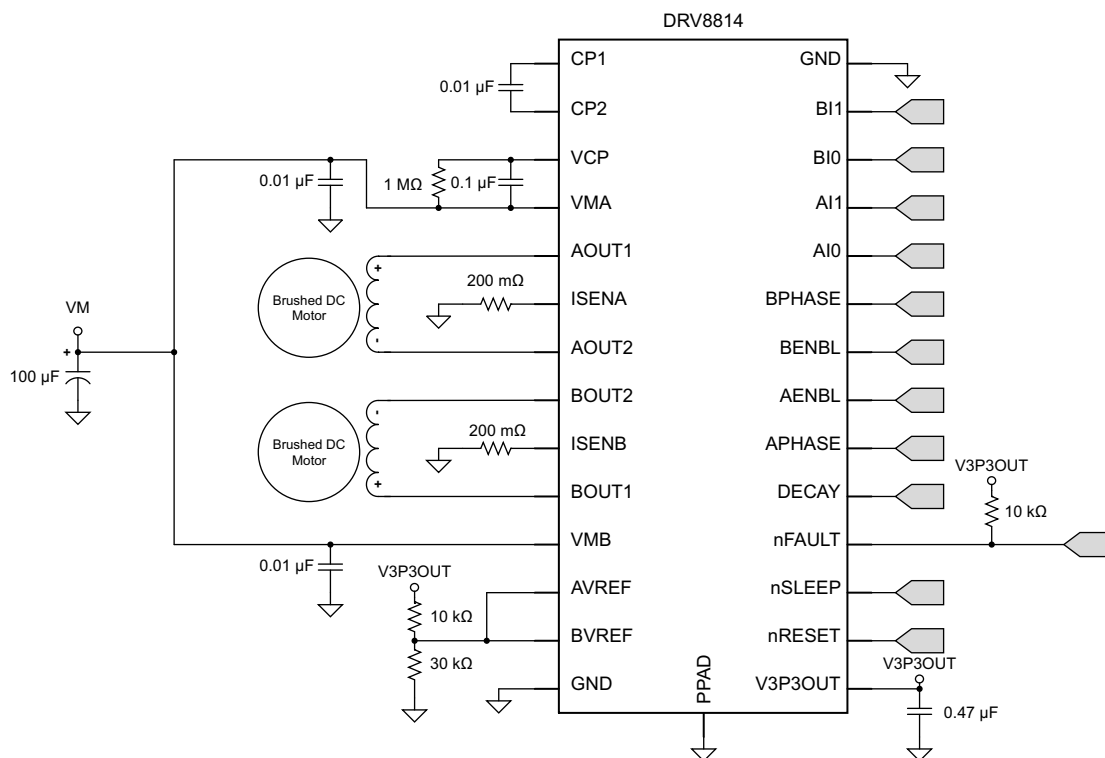 DRV8814
CP1
GND
0.01 µF
CP2
BI1
VCP
BI0
0.01 µF
1 MΩ
0.1 µF
VMA
AI1
AOUT1
AI0
200 mΩ
+
Brushed DC
Motor
-
ISENA
BPHASE
VM
+
100 µF
AOUT2
BENBL
BOUT2
AENBL
200 mΩ
-
Brushed DC
Motor
+
ISENB
APHASE
V3P3OUT
BOUT1
DECAY
10 kΩ
VMB
nFAULT
0.01 µF
V3P3OUT
AVREF
nSLEEP
10 kΩ
BVREF
nRESET
30 kΩ
V3P3OUT
GND
PPAD
V3P3OUT
0.47 µF